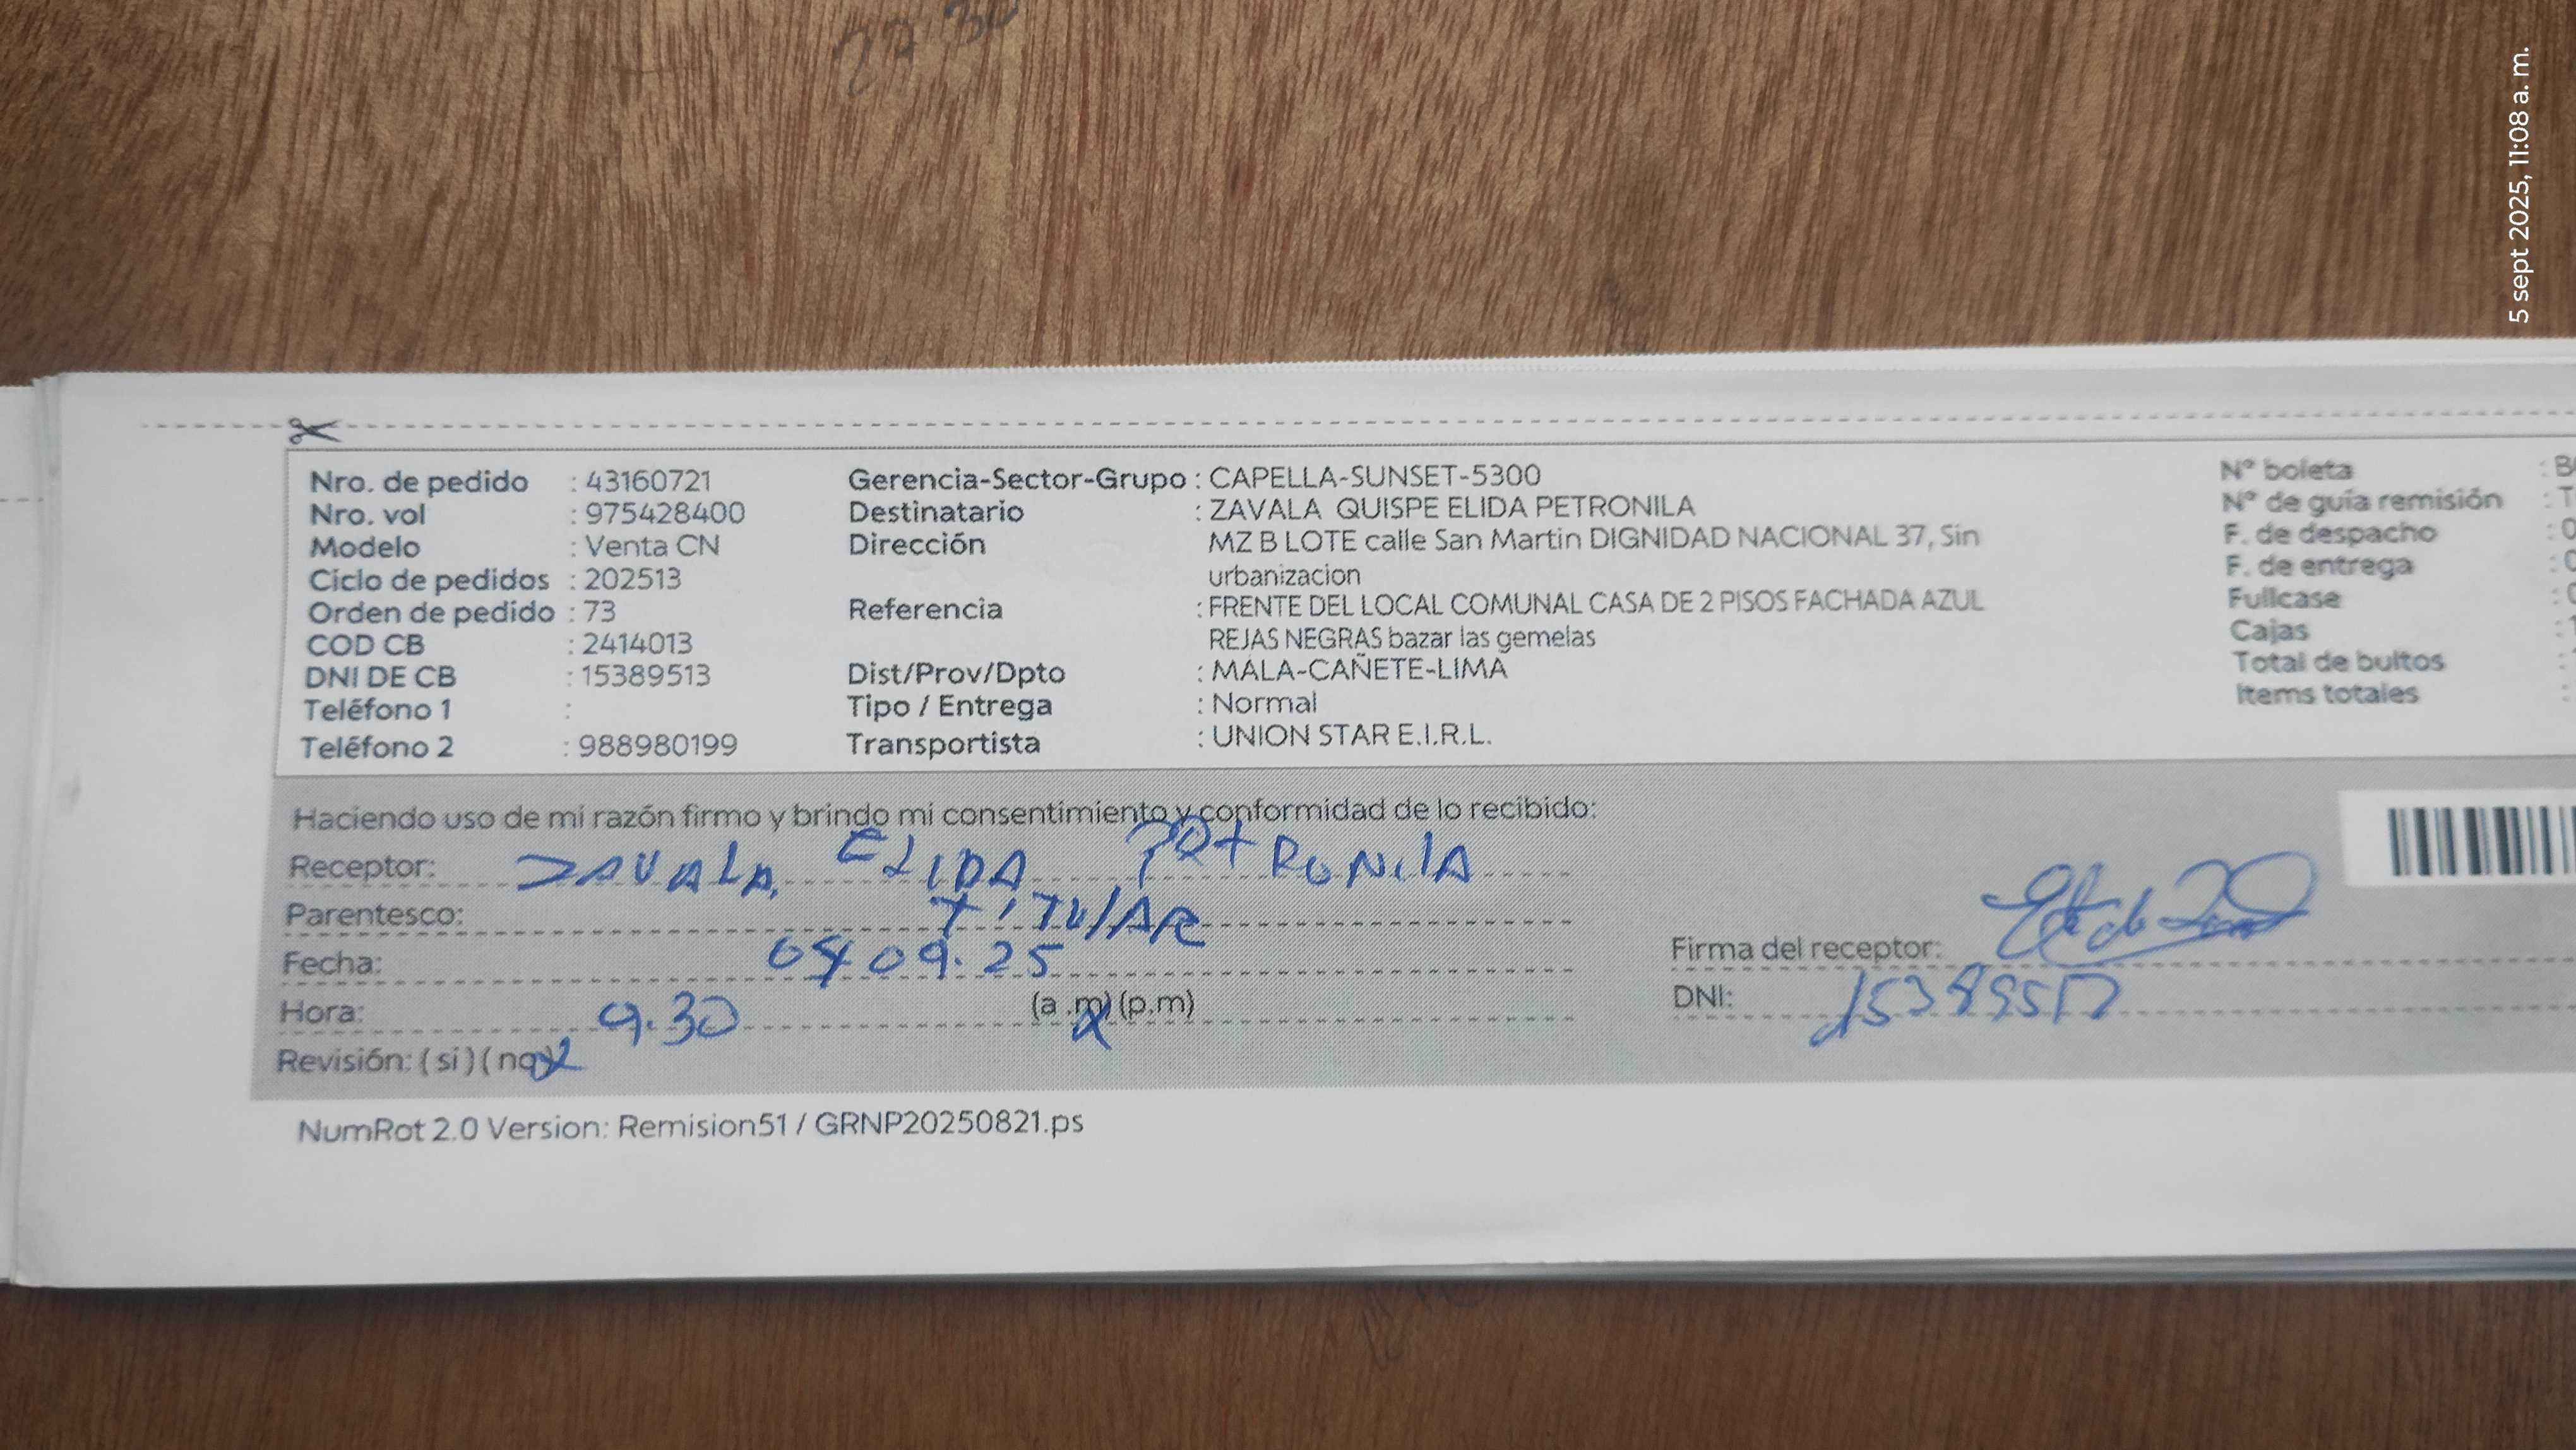 5 sept 2025, 11:08 a. m.
Nro. de pedido : 43160721
Nro. vol : 975428400
Modelo : Venta CN
Ciclo de pedidos : 202513
Orden de pedido : 73
COD CB : 2414013
DNI DE CB : 15389513
Teléfono 1 :
Teléfono 2 : 988980199
Gerencia-Sector-Grupo : CAPELLA-SUNSET-5300
Destinatario : ZAVALA QUISPE ELIDA PETRONILA
Dirección MZ B LOTE calle San Martin DIGNIDAD NACIONAL 37, Sin
urbanizacion
Referencia : FRENTE DEL LOCAL COMUNAL CASA DE 2 PISOS FACHADA AZUL
REJAS NEGRAS bazar las gemelas
Dist/Prov/Dpto : MALA-CAÑETE-LIMA
Tipo / Entrega : Normal
Transportista : UNION STAR E.I.R.L.
N° boleta :
N° de guía remisión : T
F. de despacho : 0
F. de entrega : 0
Fullcase : 0
Cajas :
Total de bultos :
Items totales :
Haciendo uso de mi razón firmo y brindo mi consentimiento y conformidad de lo recibido:
Receptor: ZAVALA ELIDA PETRONILA
Parentesco: TITULAR
Fecha: 09.25
Hora: 9.30 (a .m) (p.m)
Revisión: ( si ) ( no )
Firma del receptor:
DNI:
NumRot 2.0 Version: Remision51 / GRNP20250821.ps